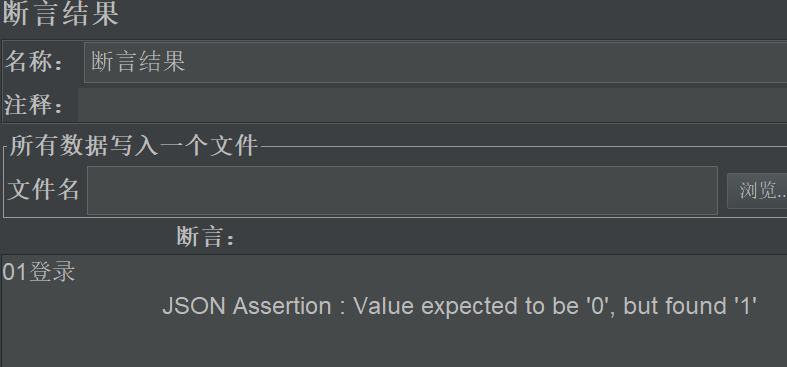 断言结果
名称： 断言结果
注释：
所有数据写入一个文件
文件名 浏览...
断言：
01登录
JSON Assertion : Value expected to be '0', but found '1'